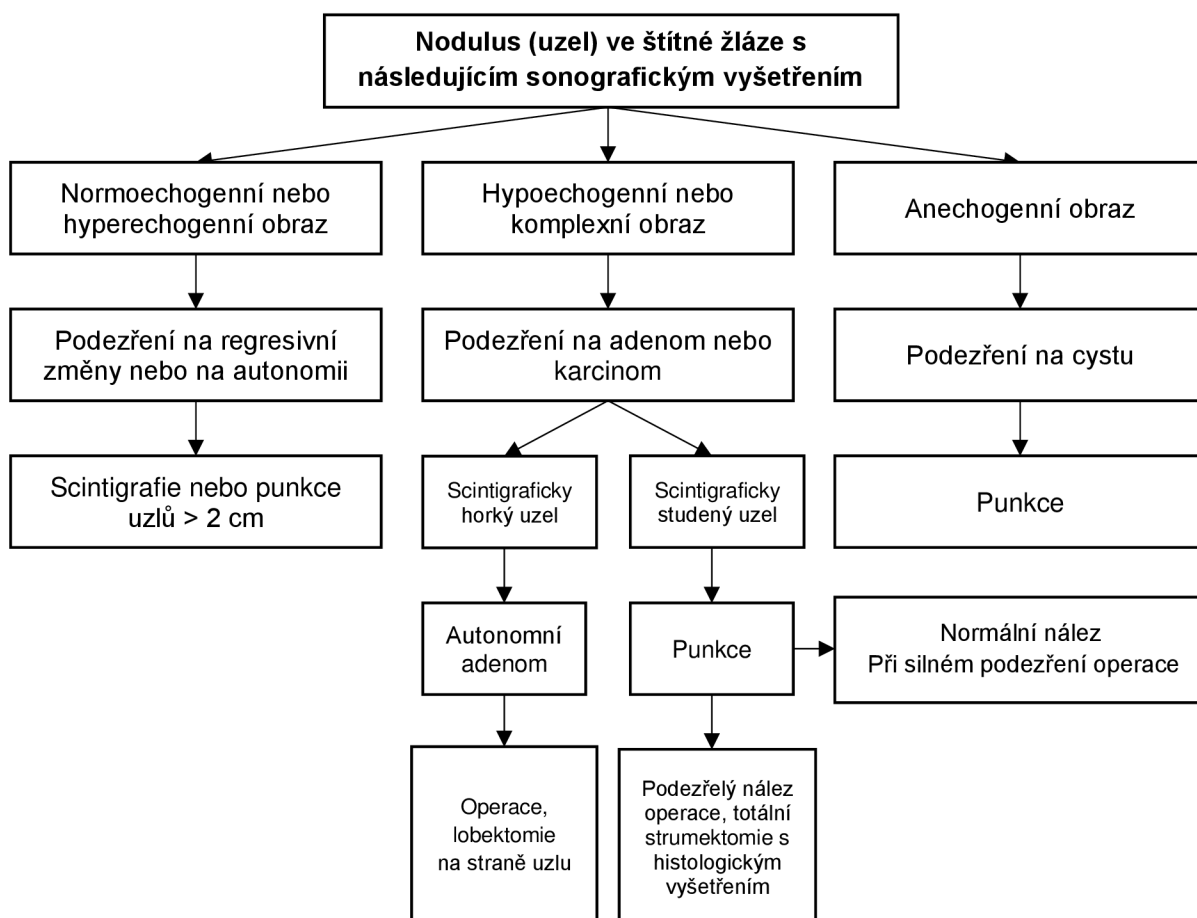 Nodulus (uzel) ve štítné žláze s
následujícím sonografickým vyšetřením
Normoechogenní nebo
hyperechogenní obraz
Hypoechogenní nebo
komplexní obraz
Anechogenní obraz
Podezření na regresivní
změny nebo na autonomii
Podezření na adenom nebo
karcinom
Podezření na cystu
Scintigrafie nebo punkce
uzlů > 2 cm
Scintigraficky
horký uzel
Scintigraficky
studený uzel
Punkce
Autonomní
adenom
Punkce
Normální nález
Při silném podezření operace
Operace,
lobektomie
na straně uzlu
Podezřelý nález
operace, totální
strumektomie s
histologickým
vyšetřením